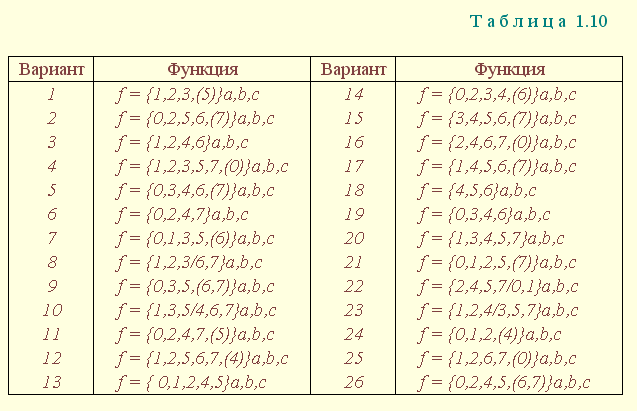 Таблица 1.10
Вариант Функция Вариант Функция
1 f = {1,2,3,(5)}a,b,c 14 f = {0,2,3,4,(6)}a,b,c
2 f = {0,2,5,6,(7)}a,b,c 15 f = {3,4,5,6,(7)}a,b,c
3 f = {1,2,4,6}a,b,c 16 f = {2,4,6,7,(0)}a,b,c
4 f = {1,2,3,5,7,(0)}a,b,c 17 f = {1,4,5,6,(7)}a,b,c
5 f = {0,3,4,6,(7)}a,b,c 18 f = {4,5,6}a,b,c
6 f = {0,2,4,7}a,b,c 19 f = {0,3,4,6}a,b,c
7 f = {0,1,3,5,(6)}a,b,c 20 f = {1,3,4,5,7}a,b,c
8 f = {1,2,3/6,7}a,b,c 21 f = {0,1,2,5,(7)}a,b,c
9 f = {0,3,5,(6,7)}a,b,c 22 f = {2,4,5,7/0,1}a,b,c
10 f = {1,3,5/4,6,7}a,b,c 23 f = {1,2,4/3,5,7}a,b,c
11 f = {0,2,4,7,(5)}a,b,c 24 f = {0,1,2,(4)}a,b,c
12 f = {1,2,5,6,7,(4)}a,b,c 25 f = {1,2,6,7,(0)}a,b,c
13 f = { 0,1,2,4,5}a,b,c 26 f = {0,2,4,5,(6,7)}a,b,c